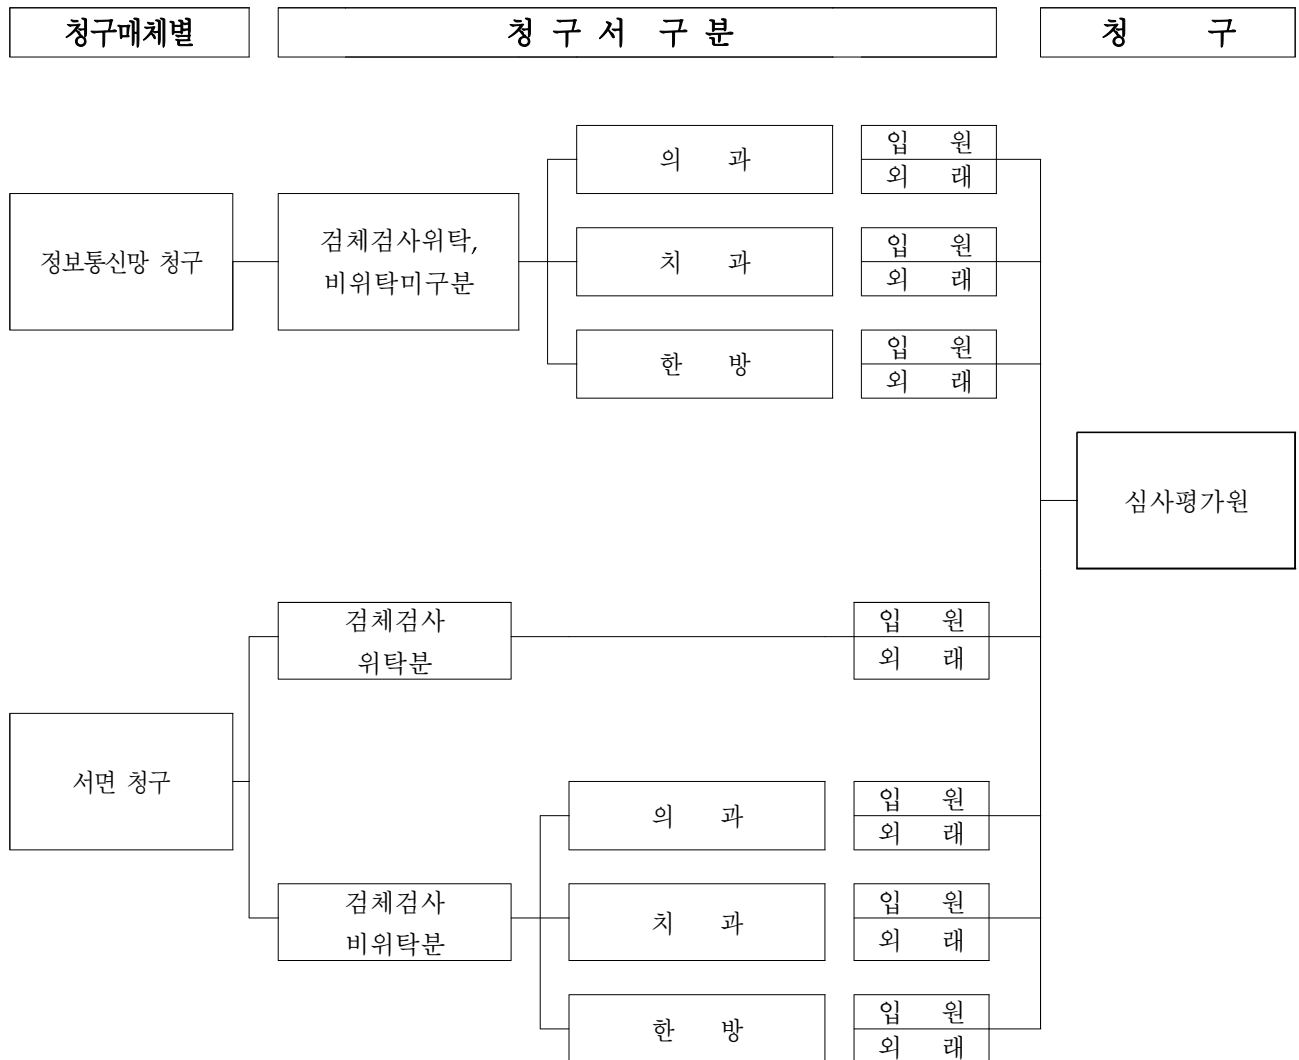 청구매체별
청 구 서 구 분
청 구
의 과
입 원
외 래
정보통신망 청구
검체검사위탁,
비위탁미구분
치 과
입 원
외 래
한 방
입 원
외 래
심사평가원
검체검사
위탁분
입 원
외 래
서면 청구
의 과
입 원
외 래
검체검사
비위탁분
치 과
입 원
외 래
한 방
입 원
외 래